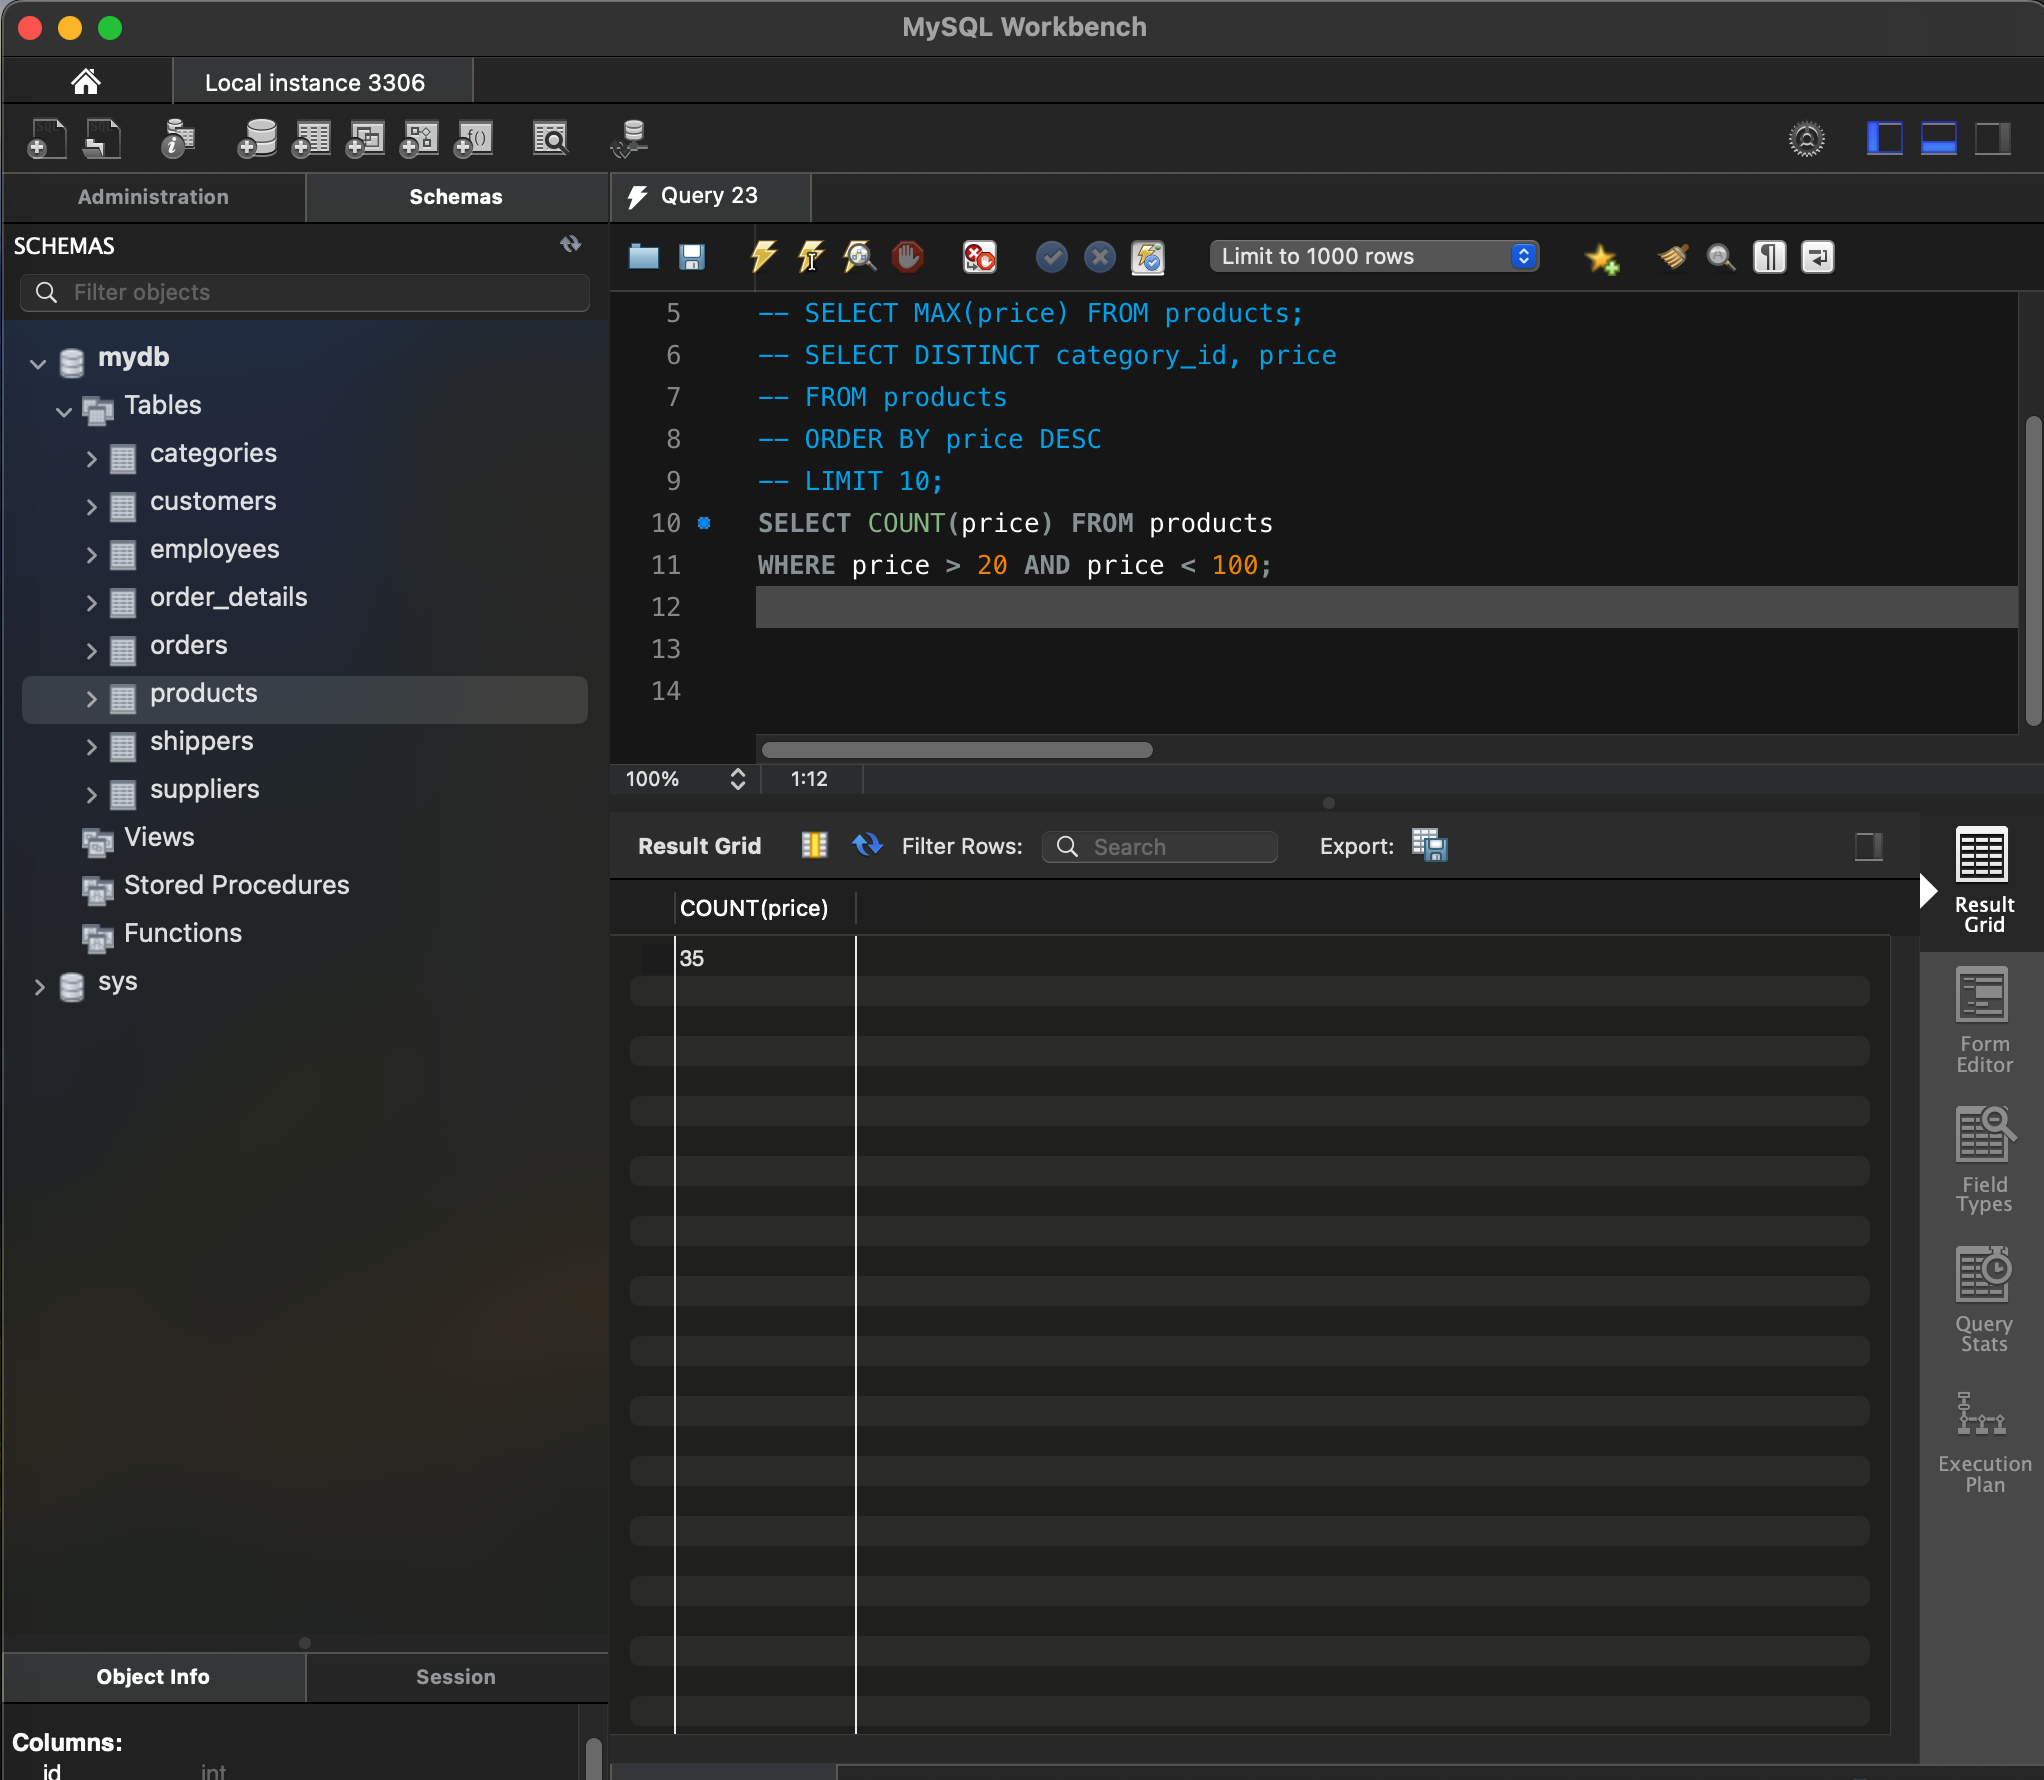 MySQL Workbench
Local instance 3306
Administration
Schemas
Query 23
SCHEMAS
Filter objects
Limit to 1000 rows
mydb
Tables
categories
customers
employees
order_details
orders
products
shippers
suppliers
Views
Stored Procedures
Functions
sys
5 -- SELECT MAX(price) FROM products;
6 -- SELECT DISTINCT category_id, price
7 -- FROM products
8 -- ORDER BY price DESC
9 -- LIMIT 10;
10 SELECT COUNT(price) FROM products
11 WHERE price > 20 AND price < 100;
12
13
14
100% 1:12
Result Grid Filter Rows: Search Export:
COUNT(price)
35
Result
Grid
Form
Editor
Field
Types
Query
Stats
Execution
Plan
Object Info
Session
Columns:
id int